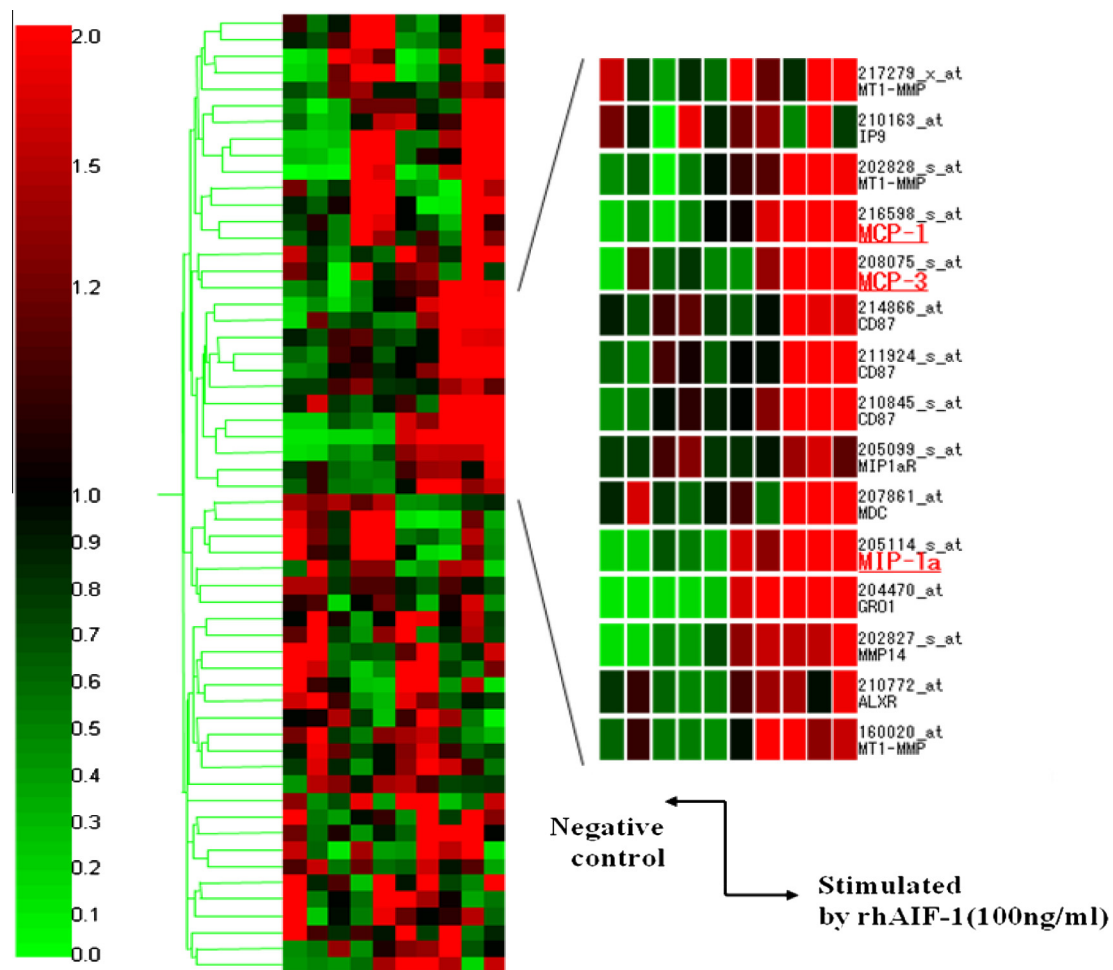 2.0
1.5
1.2
1.0
0.9
0.8
0.7
0.6
0.5
0.4
0.3
0.2
0.1
0.0
217279_x_at
MT1-MMP
210163_at
IP9
202828_s_at
MT1-MMP
216598_s_at
MCP-1
208075_s_at
MCP-3
214866_at
CD87
211924_s_at
CD87
210845_s_at
CD87
205099_s_at
MIP1aR
207861_at
MDC
205114_s_at
MIP-1a
204470_at
GRO1
202827_s_at
MMP14
210772_at
ALXR
160020_at
MT1-MMP
Negative
control
Stimulated
by rhAIF-1(100ng/ml)